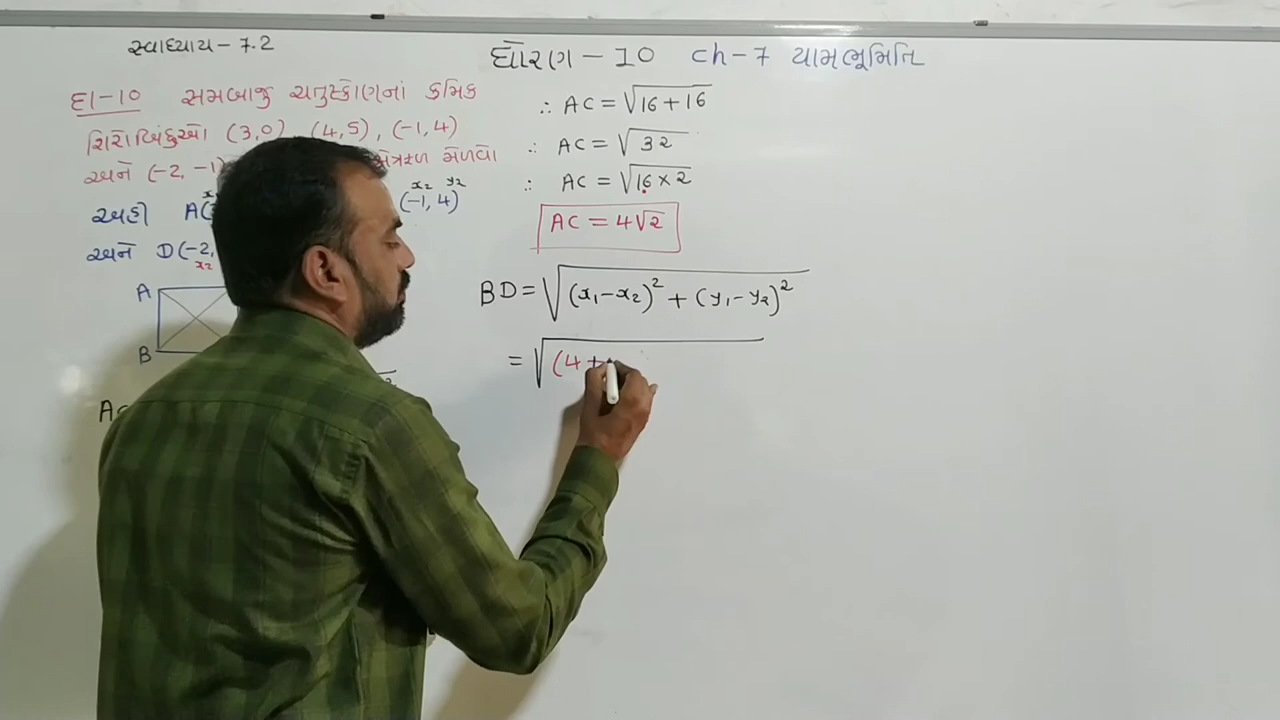 સ્વાધ્યાય - 7.2
ધોરણ - 10 ch-7 યામભૂમિતિ
દા-10 સમબાજુ ચતુષ્કોણનાં ક્રમિક
શિરોબિંદુઓ (3,0), (4,5), (-1,4)
અને (-2,-1) મેળવો
x₂ y₂
અહીં A( (-1,4)
અને D(-2,
x₂
A
B
AC
∴ AC = √16+16
∴ AC = √32
∴ AC = √16×2
AC = 4√2
BD = √(x₁-x₂)² + (y₁-y₂)²
= √(4+